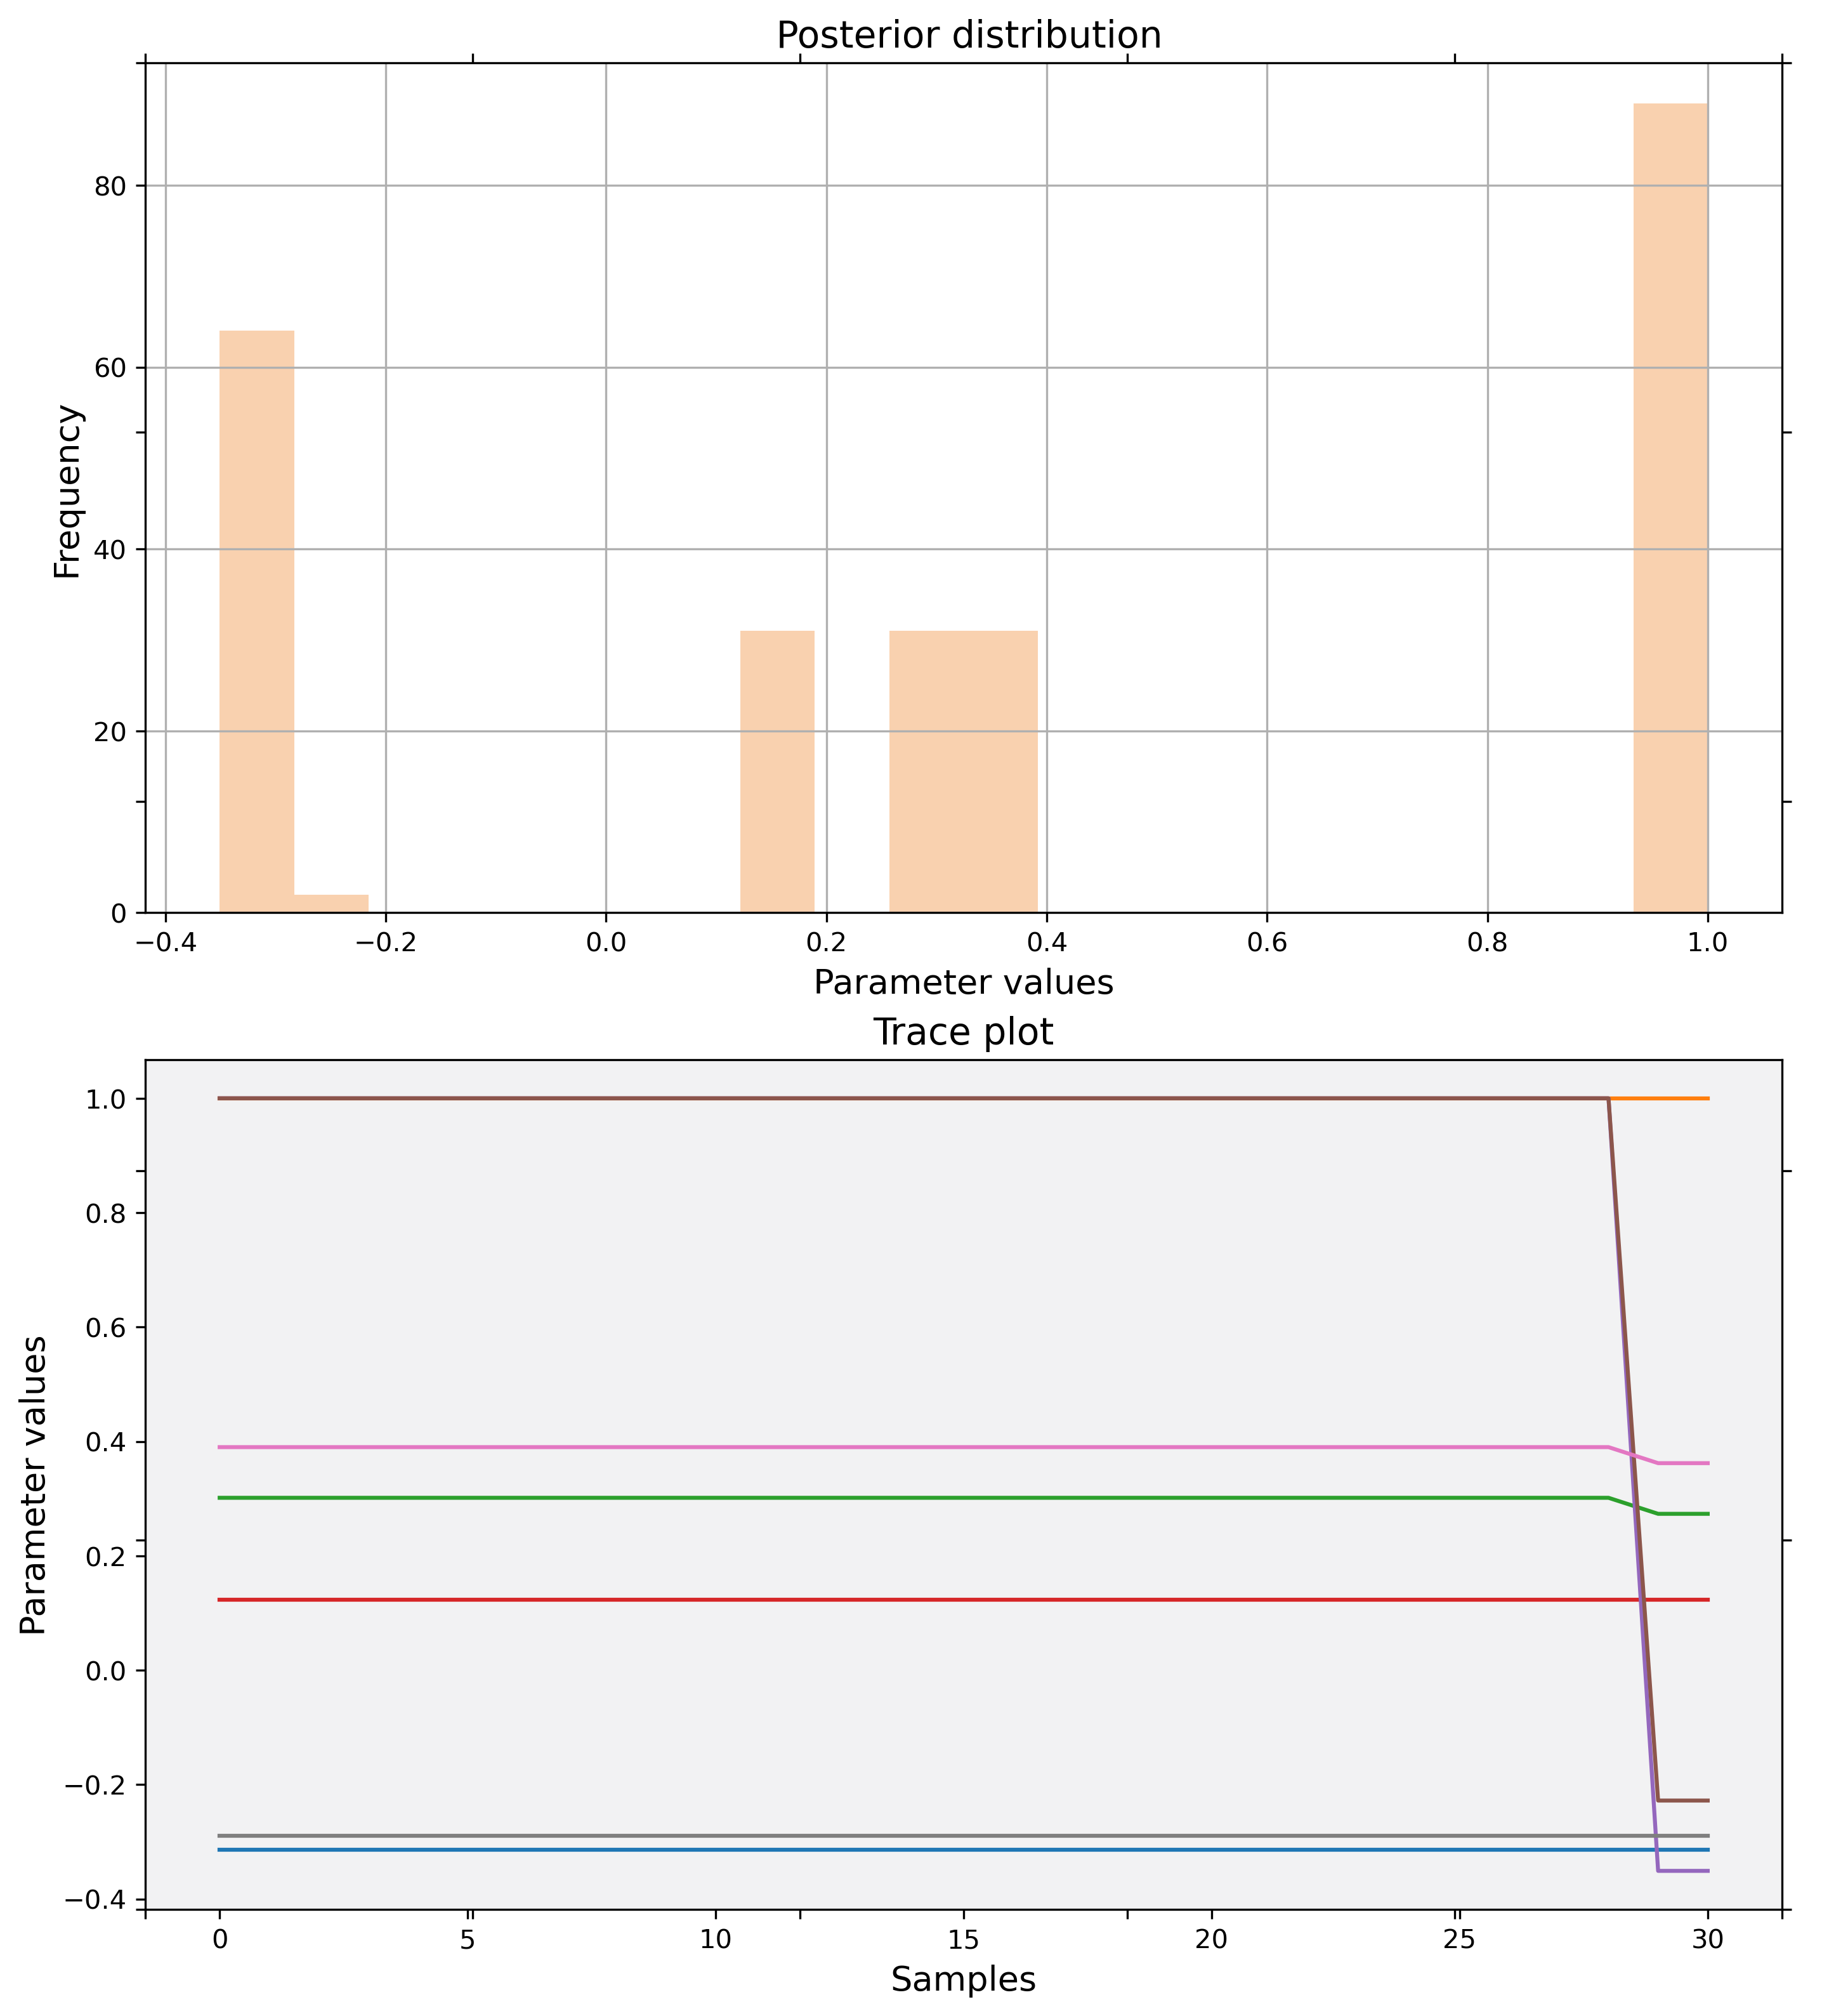 Posterior distribution
80
60
40
20
0
Frequency
−0.4 −0.2 0.0 0.2 0.4 0.6 0.8 1.0
Parameter values
Trace plot
1.0
0.8
0.6
0.4
0.2
0.0
−0.2
−0.4
Parameter values
0 5 10 15 20 25 30
Samples